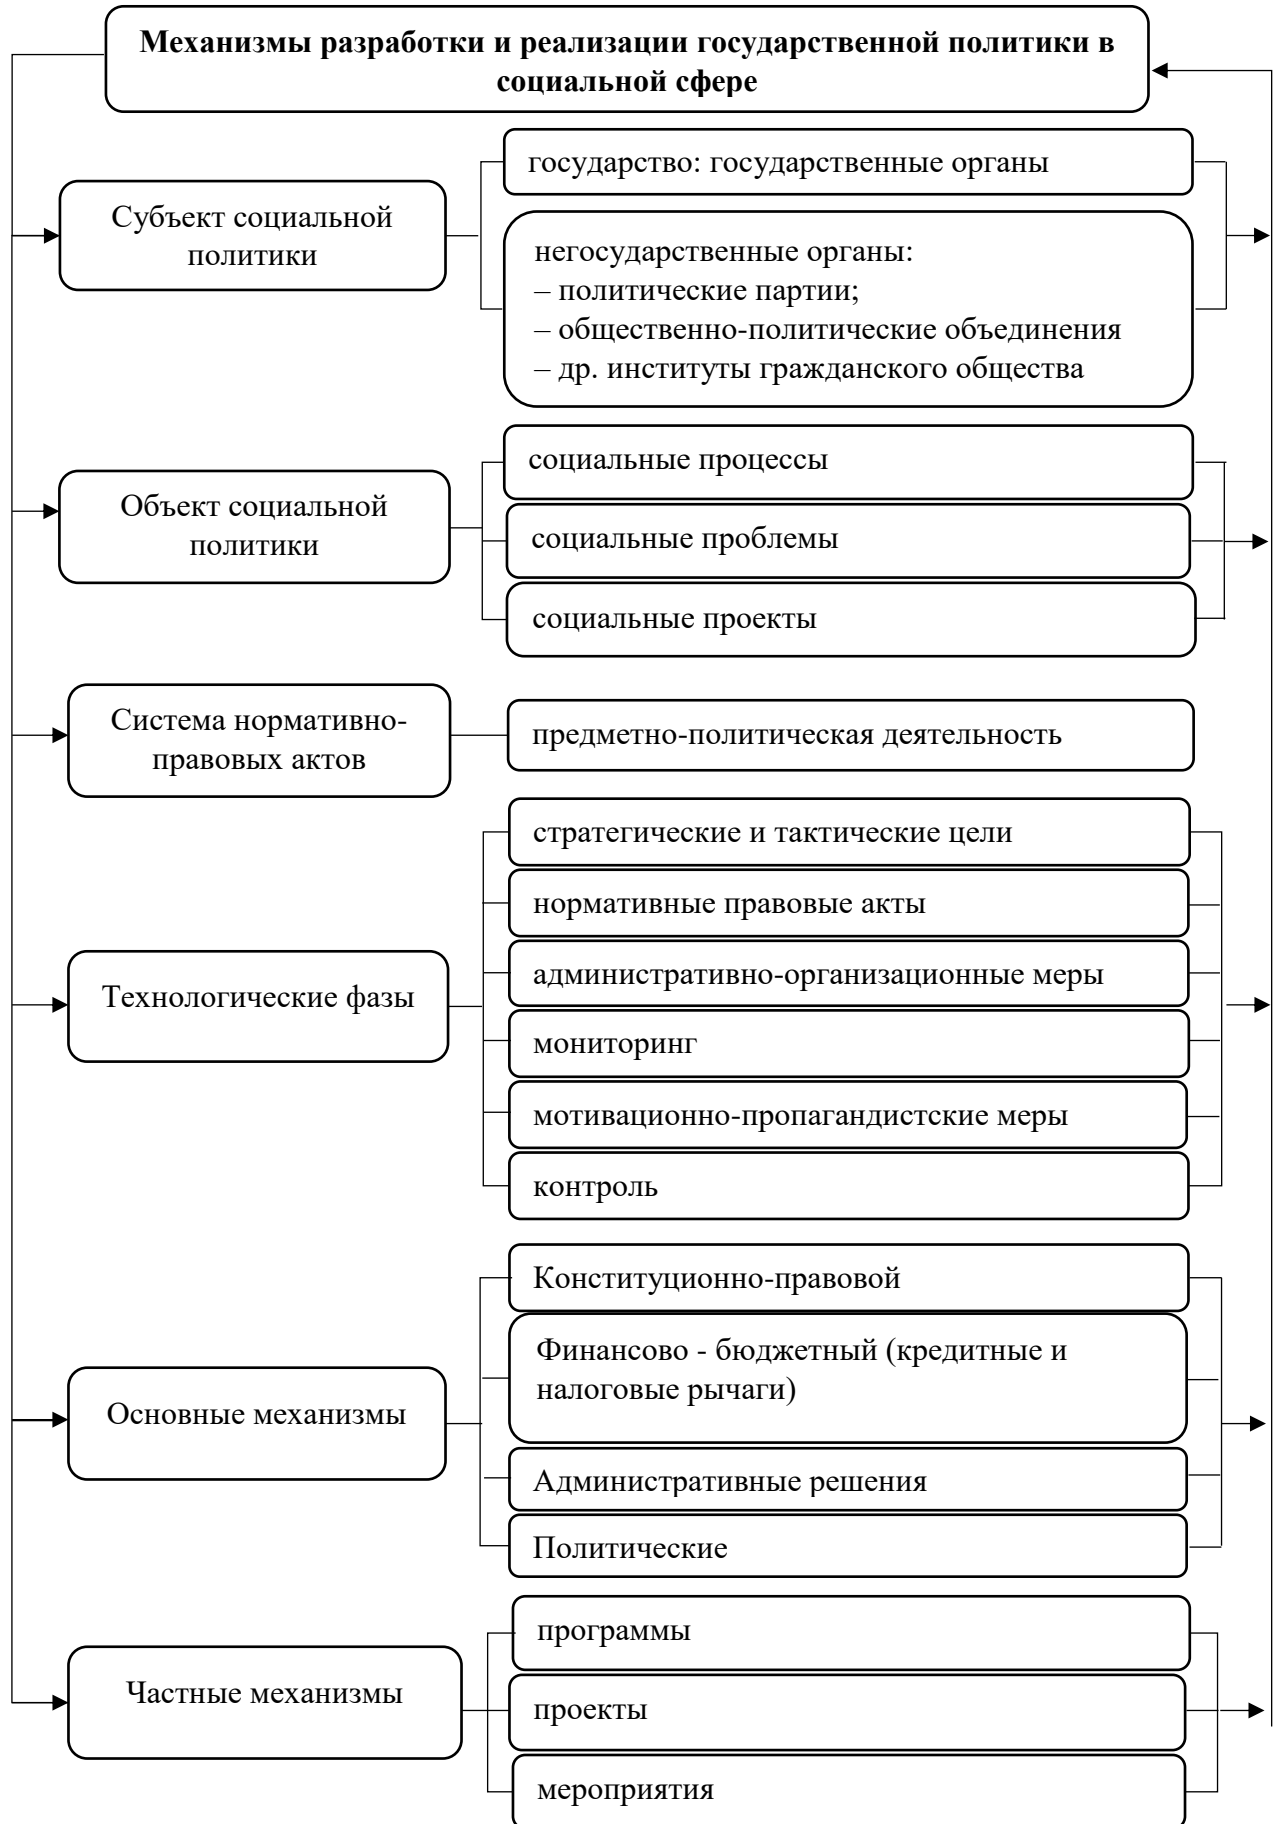 Механизмы разработки и реализации государственной политики в
социальной сфере
Субъект социальной
политики
государство: государственные органы
негосударственные органы:
– политические партии;
– общественно-политические объединения
– др. институты гражданского общества
Объект социальной
политики
социальные процессы
социальные проблемы
социальные проекты
Система нормативно-
правовых актов
предметно-политическая деятельность
Технологические фазы
стратегические и тактические цели
нормативные правовые акты
административно-организационные меры
мониторинг
мотивационно-пропагандистские меры
контроль
Основные механизмы
Конституционно-правовой
Финансово - бюджетный (кредитные и
налоговые рычаги)
Административные решения
Политические
Частные механизмы
программы
проекты
мероприятия